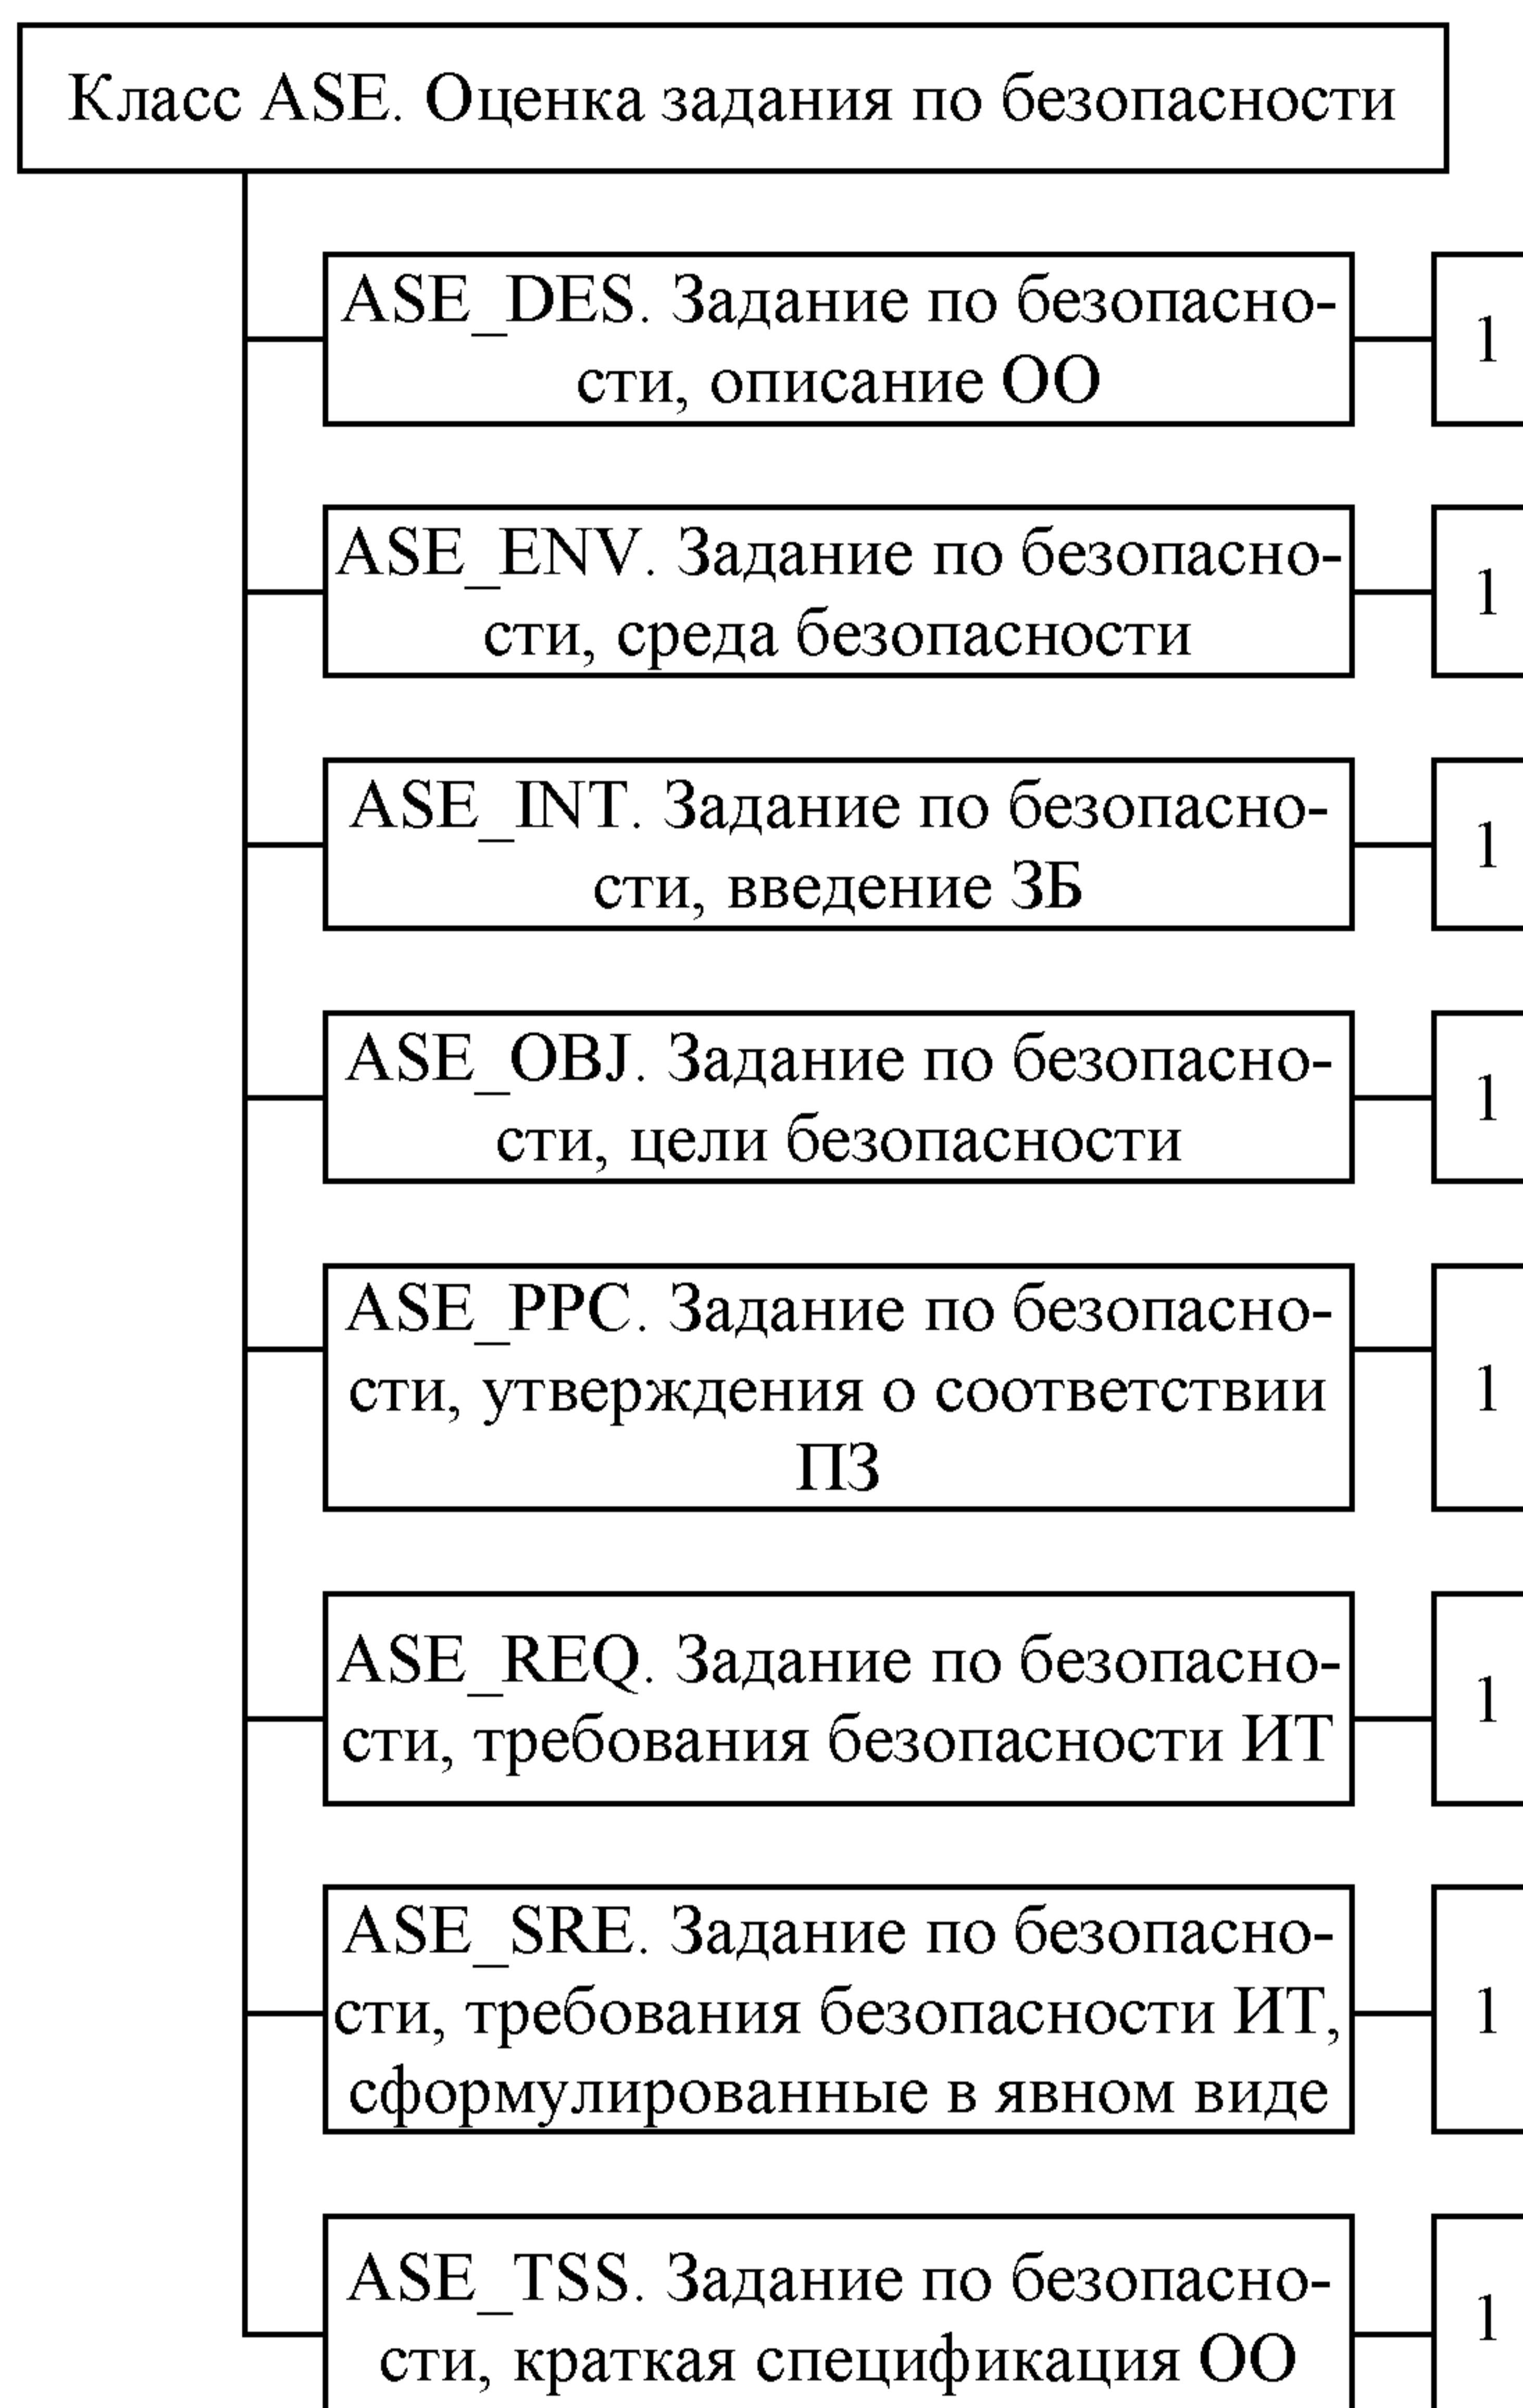 Класс ASE. Оценка задания по безопасности
ASE_DES. Задание по безопасно-
сти, описание ОО
1
ASE_ENV. Задание по безопасно-
сти, среда безопасности
1
ASE_INT. Задание по безопасно-
сти, введение ЗБ
1
ASE_OBJ. Задание по безопасно-
сти, цели безопасности
1
ASE_PPC. Задание по безопасно-
сти, утверждения о соответствии
ПЗ
1
ASE_REQ. Задание по безопасно-
сти, требования безопасности ИТ
1
ASE_SRE. Задание по безопасно-
сти, требования безопасности ИТ,
сформулированные в явном виде
1
ASE_TSS. Задание по безопасно-
сти, краткая спецификация ОО
1